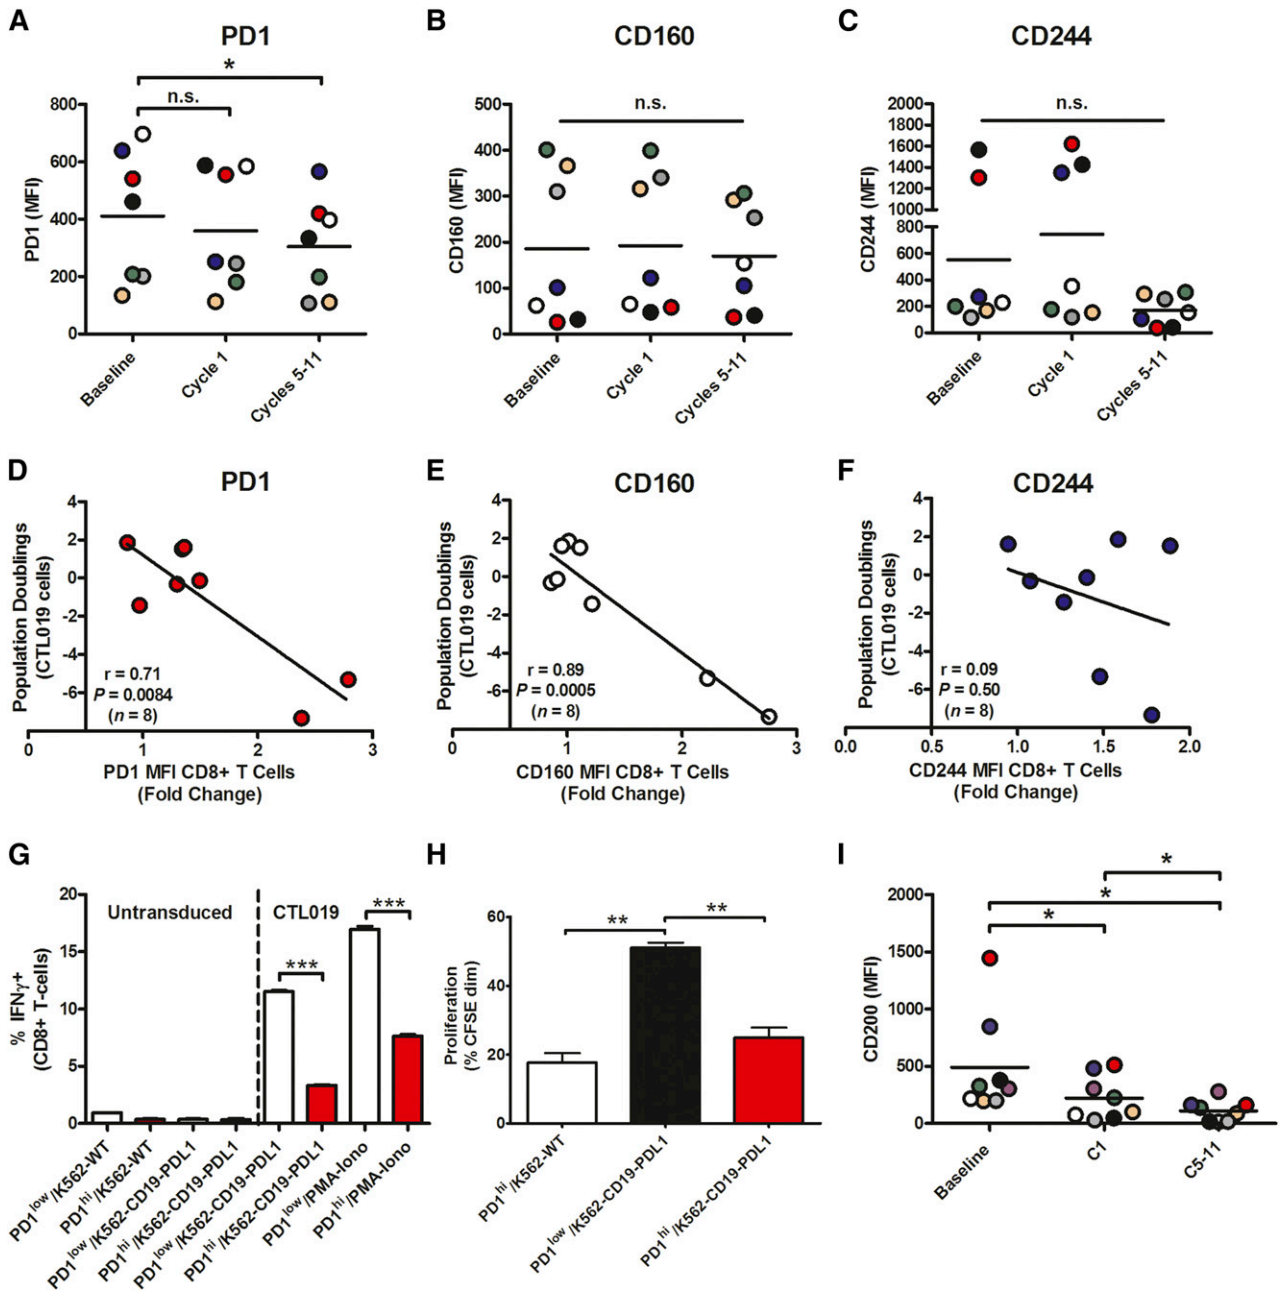 A
PD1
*
n.s.
800
600
400
200
0
PD1 (MFI)
Baseline
Cycle 1
Cycles 5-11
B
CD160
n.s.
500
400
300
200
100
0
CD160 (MFI)
Baseline
Cycle 1
Cycles 5-11
C
CD244
n.s.
2000
1800
1600
1400
1200
1000
800
600
400
200
0
CD244 (MFI)
Baseline
Cycle 1
Cycles 5-11
D
PD1
4
2
0
-2
-4
-6
Population Doublings
(CTL019 cells)
r = 0.71
P = 0.0084
(n = 8)
0
1
2
3
PD1 MFI CD8+ T Cells
(Fold Change)
E
CD160
4
2
0
-2
-4
-6
Population Doublings
(CTL019 cells)
r = 0.89
P = 0.0005
(n = 8)
0
1
2
3
CD160 MFI CD8+ T Cells
(Fold Change)
F
CD244
4
2
0
-2
-4
-6
Population Doublings
(CTL019 cells)
r = 0.09
P = 0.50
(n = 8)
0.0
0.5
1.0
1.5
2.0
CD244 MFI CD8+ T Cells
(Fold Change)
G
20
15
10
5
0
% IFNγ+
(CD8+ T-cells)
Untransduced
CTL019
***
***
PD1low/K562-WT
PD1hi/K562-WT
PD1low/K562-CD19-PDL1
PD1hi/K562-CD19-PDL1
PD1low/K562-CD19-PDL1
PD1hi/K562-CD19-PDL1
PD1low/PMA-Iono
PD1hi/PMA-Iono
H
60
40
20
0
Proliferation
(% CFSE dim)
**
**
PD1hi/K562-WT
PD1low/K562-CD19-PDL1
PD1hi/K562-CD19-PDL1
I
*
*
*
2000
1500
1000
500
0
CD200 (MFI)
Baseline
C1
C5-11